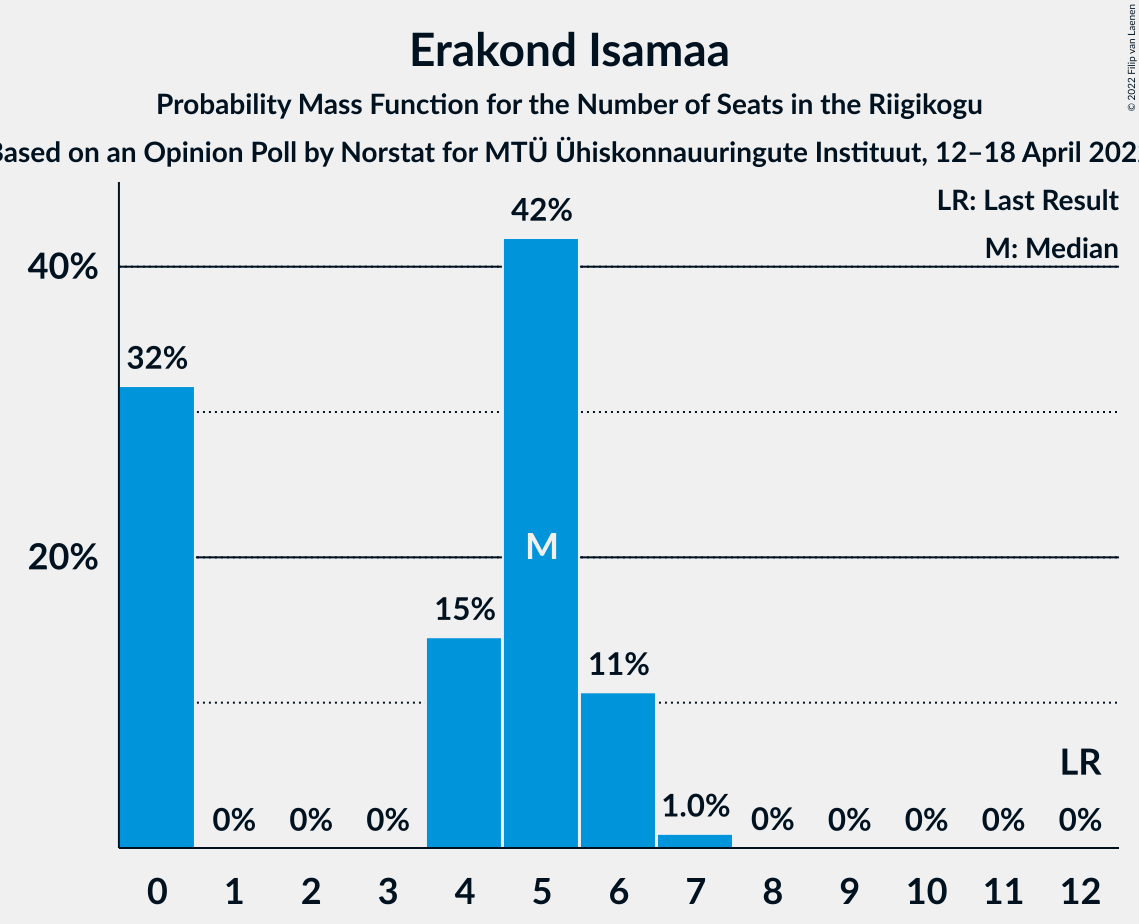 Erakond Isamaa
Probability Mass Function for the Number of Seats in the Riigikogu
Based on an Opinion Poll by Norstat for MTÜ Ühiskonnauuringute Instituut, 12–18 April 2022
© 2022 Filip van Laenen
LR: Last Result
M: Median
40%
20%
32%
0%
0%
0%
15%
42%
M
11%
1.0%
0%
0%
0%
0%
LR
0%
0 1 2 3 4 5 6 7 8 9 10 11 12